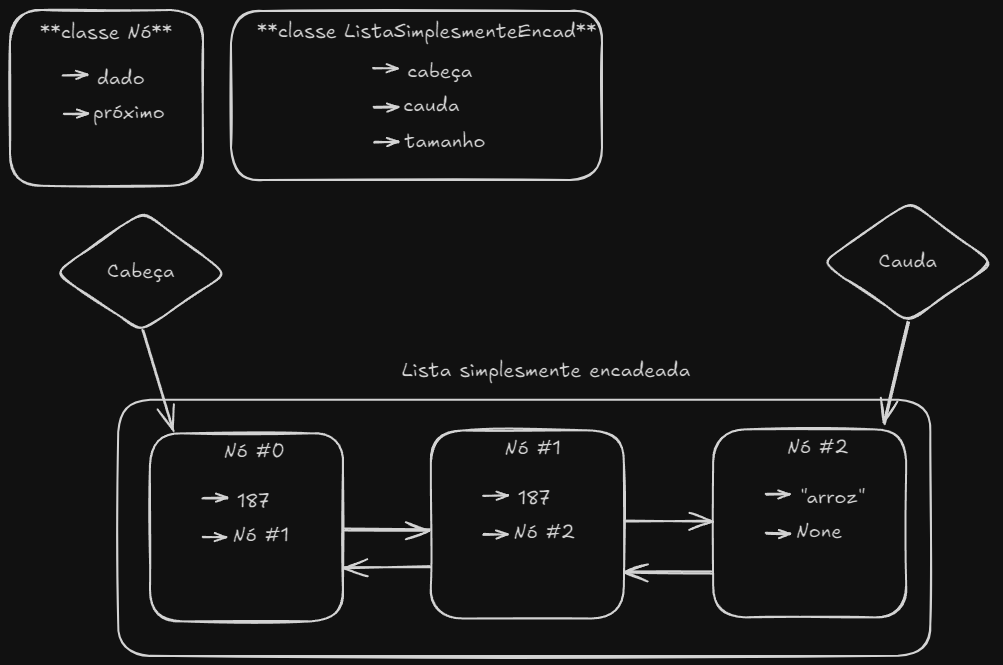 **classe Nó**
dado
próximo
**classe ListaSimplesmenteEncad**
cabeça
cauda
tamanho
Cabeça
Cauda
Lista simplesmente encadeada
Nó #0
187
Nó #1
Nó #1
187
Nó #2
Nó #2
"arroz"
None